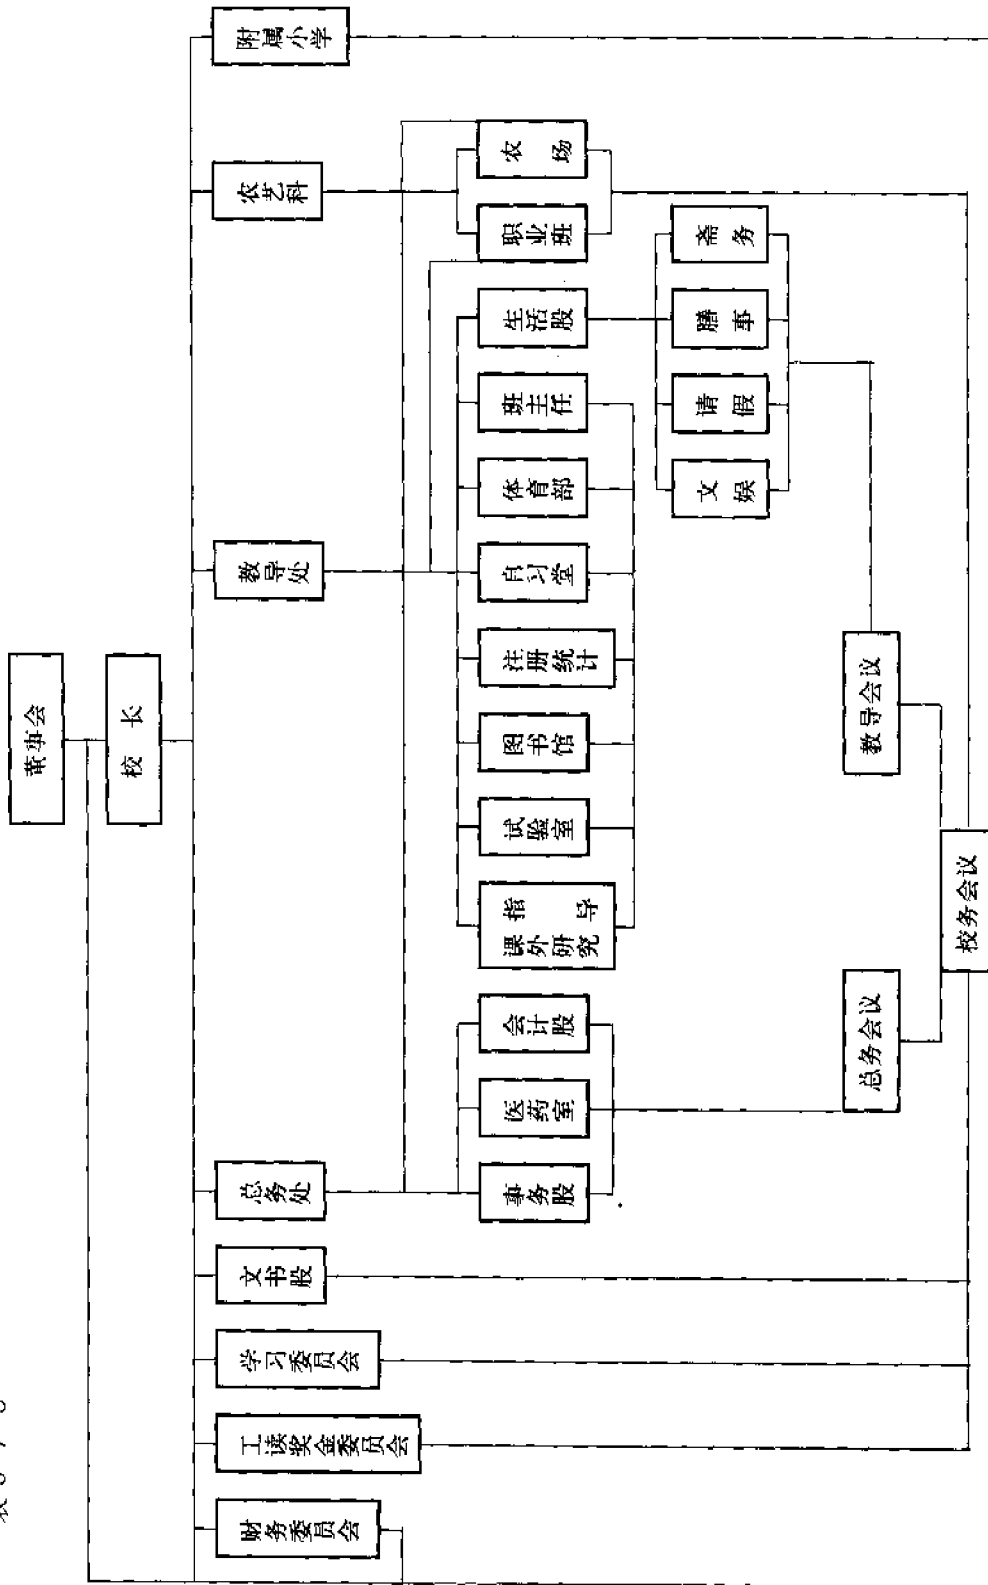 董事会
校 长
财务委员会
工读奖金委员会
学习委员会
文书股
总务处
教导处
农艺科
附属小学
事务股
医药室
会计股
指 导
课外研究
试验室
图书馆
注册统计
自习堂
体育部
班主任
生活股
职业班
农 场
文 娱
请 假
膳 事
斋 务
总务会议
教导会议
校务会议